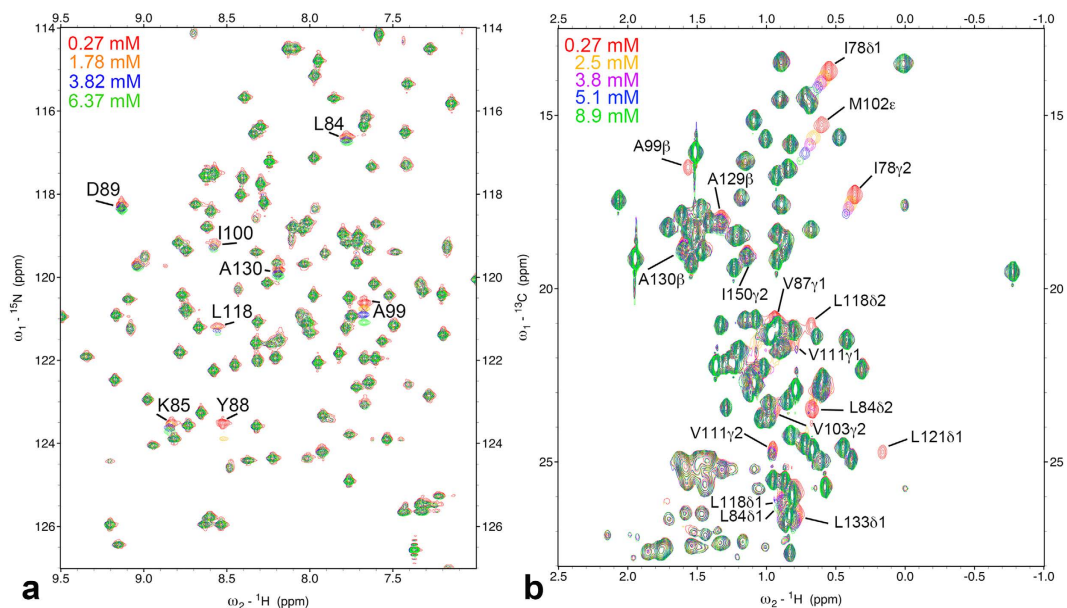 9.5 9.0 8.5 8.0 7.5
0.27 mM
1.78 mM
3.82 mM
6.37 mM
114
116
118
120
122
124
126
ω₁ - ¹⁵N (ppm)
L84
D89
I100
A130
A99
L118
K85
Y88
114
116
118
120
122
124
126
9.5 9.0 8.5 8.0 7.5
ω₂ - ¹H (ppm)
a
2.5 2.0 1.5 1.0 0.5 0.0 -0.5 -1.0
0.27 mM
2.5 mM
3.8 mM
5.1 mM
8.9 mM
I78δ1
M102ε
A99β
A129β
I78γ2
A130β
I150γ2
V87γ1
L118δ2
V111γ1
L84δ2
V103γ2
V111γ2
L121δ1
L118δ1
L84δ1
L133δ1
ω₁ - ¹³C (ppm)
15
20
25
15
20
25
2.5 2.0 1.5 1.0 0.5 0.0 -0.5 -1.0
ω₂ - ¹H (ppm)
b